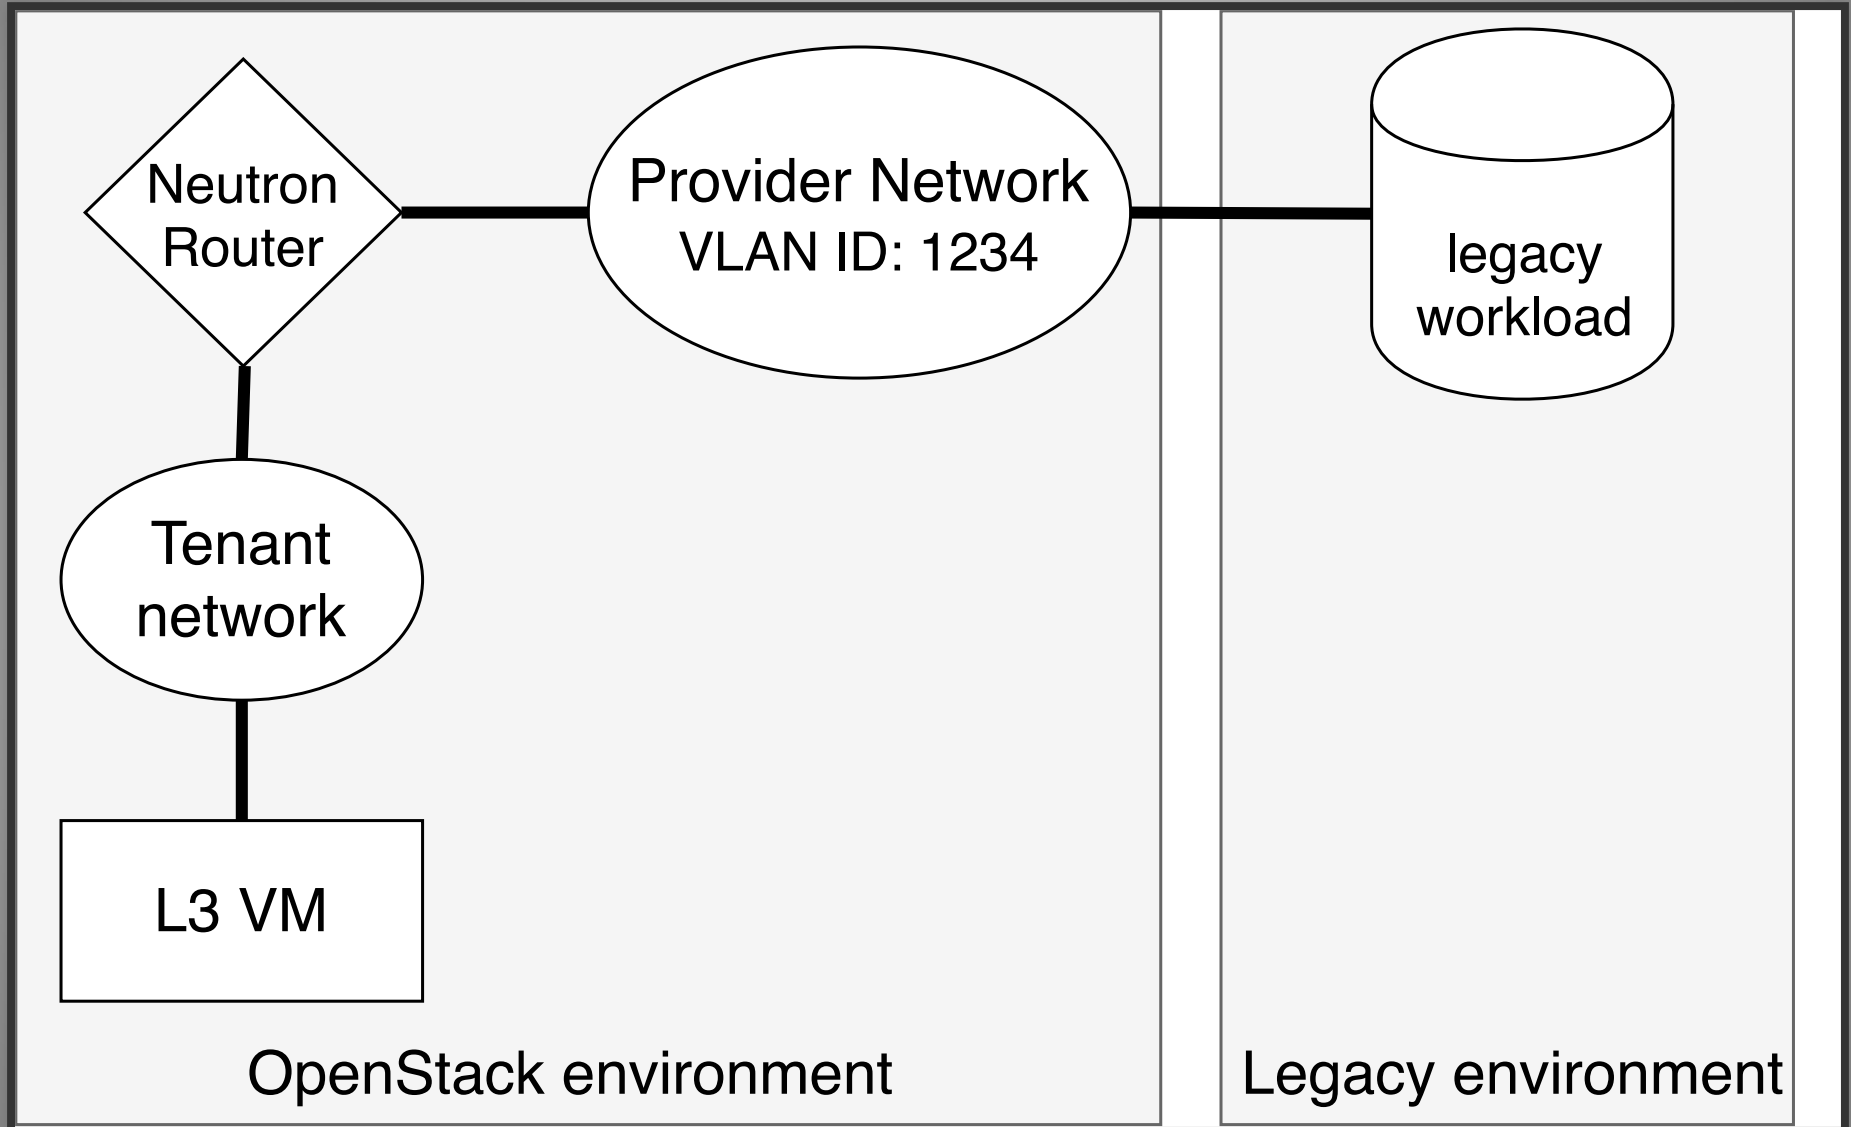 Neutron
Router
Provider Network
VLAN ID: 1234
legacy
workload
Tenant
network
L3 VM
OpenStack environment
Legacy environment